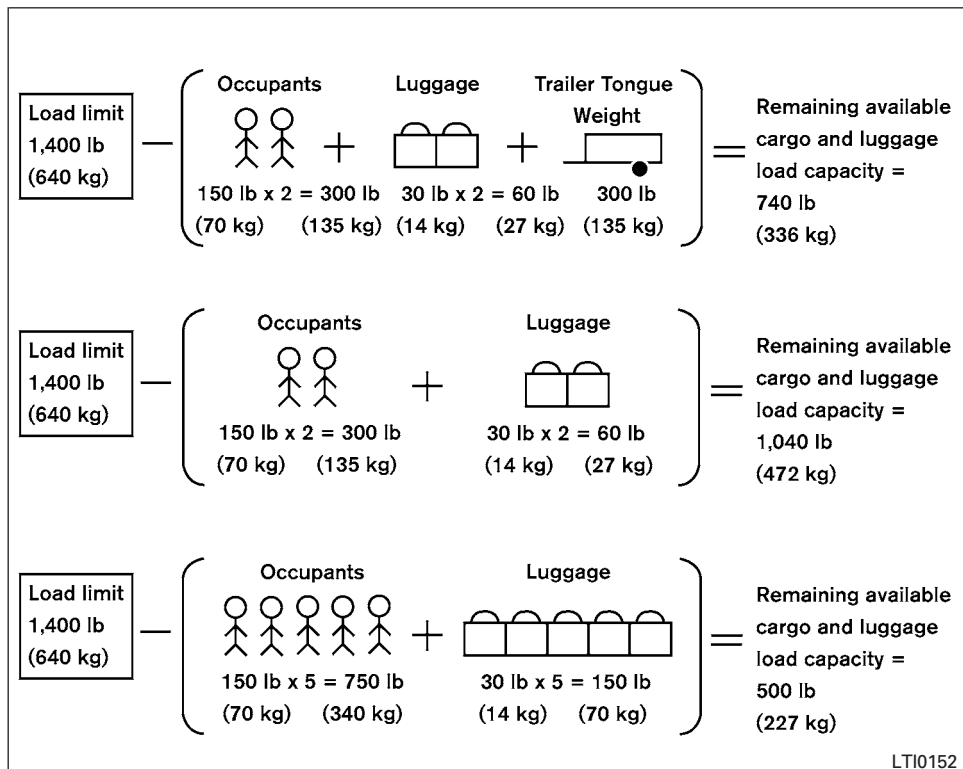 Occupants Luggage Trailer Tongue
Weight
Load limit
1,400 lb
(640 kg)
150 lb x 2 = 300 lb 30 lb x 2 = 60 lb 300 lb
(70 kg) (135 kg) (14 kg) (27 kg) (135 kg)
Remaining available
cargo and luggage
load capacity =
740 lb
(336 kg)
Occupants Luggage
Load limit
1,400 lb
(640 kg)
150 lb x 2 = 300 lb 30 lb x 2 = 60 lb
(70 kg) (135 kg) (14 kg) (27 kg)
Remaining available
cargo and luggage
load capacity =
1,040 lb
(472 kg)
Occupants Luggage
Load limit
1,400 lb
(640 kg)
150 lb x 5 = 750 lb 30 lb x 5 = 150 lb
(70 kg) (340 kg) (14 kg) (70 kg)
Remaining available
cargo and luggage
load capacity =
500 lb
(227 kg)
LTI0152